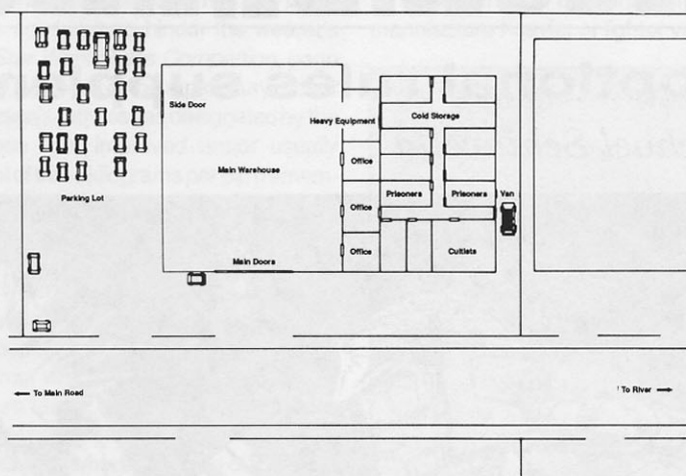 Side Door
Heavy Equipment
Cold Storage
Office
Main Warehouse
Prisoners
Prisoners
Van
Parking Lot
Office
Main Doors
Office
Cultists
To Main Road
To River